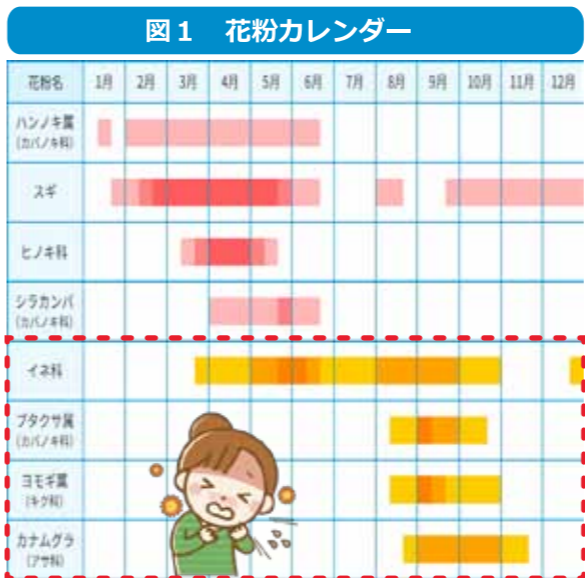 図１　花粉カレンダー
花粉名 1月 2月 3月 4月 5月 6月 7月 8月 9月 10月 11月 12月
ハンノキ属
(カバノキ科)
スギ
ヒノキ科
シラカンバ
(カバノキ科)
イネ科
ブタクサ属
(カバノキ科)
ヨモギ属
(キク科)
カナムグラ
(アサ科)